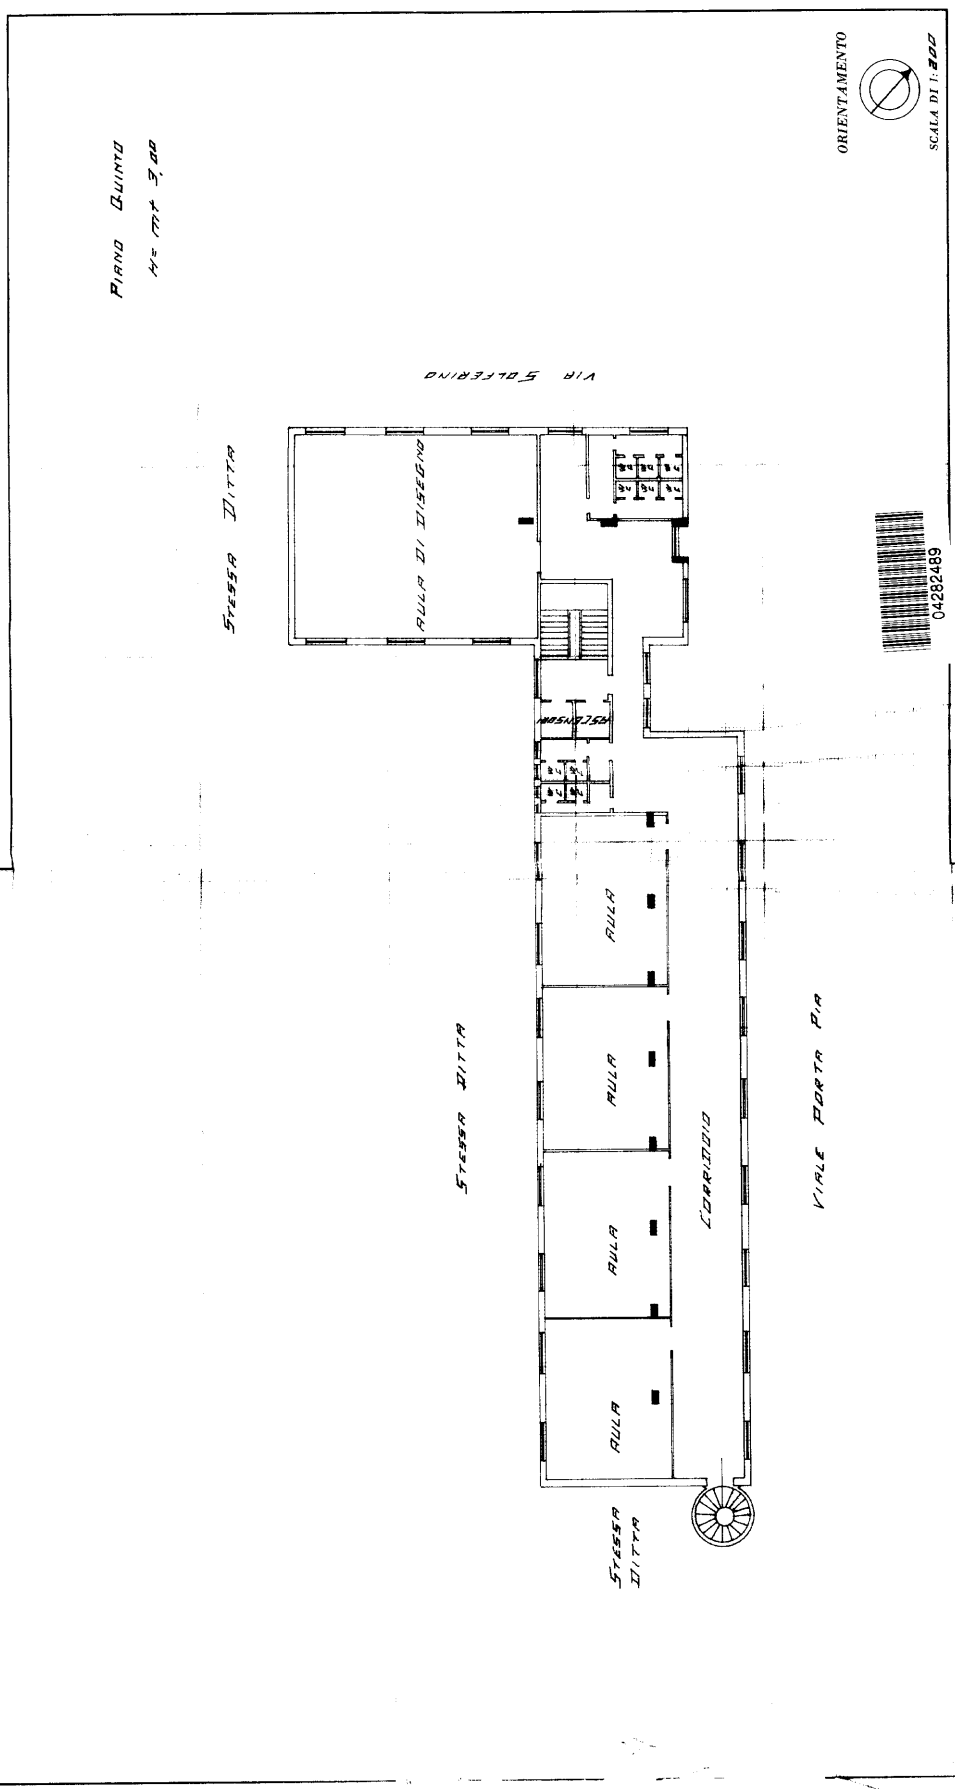 PIANO QUINTO
H= mt 3,00
ORIENTAMENTO
SCALA DI 1:200
VIA SOLFERINO
STESSA DITTA
AULA DI DISEGNO
W.C.
W.C.
W.C.
W.C.
W.C.
W.C.
04282489
ASCENSORI
W.C.
W.C.
W.C.
W.C.
AULA
AULA
AULA
AULA
STESSA DITTA
CORRIDOIO
VIALE PORTA PIA
STESSA
DITTA